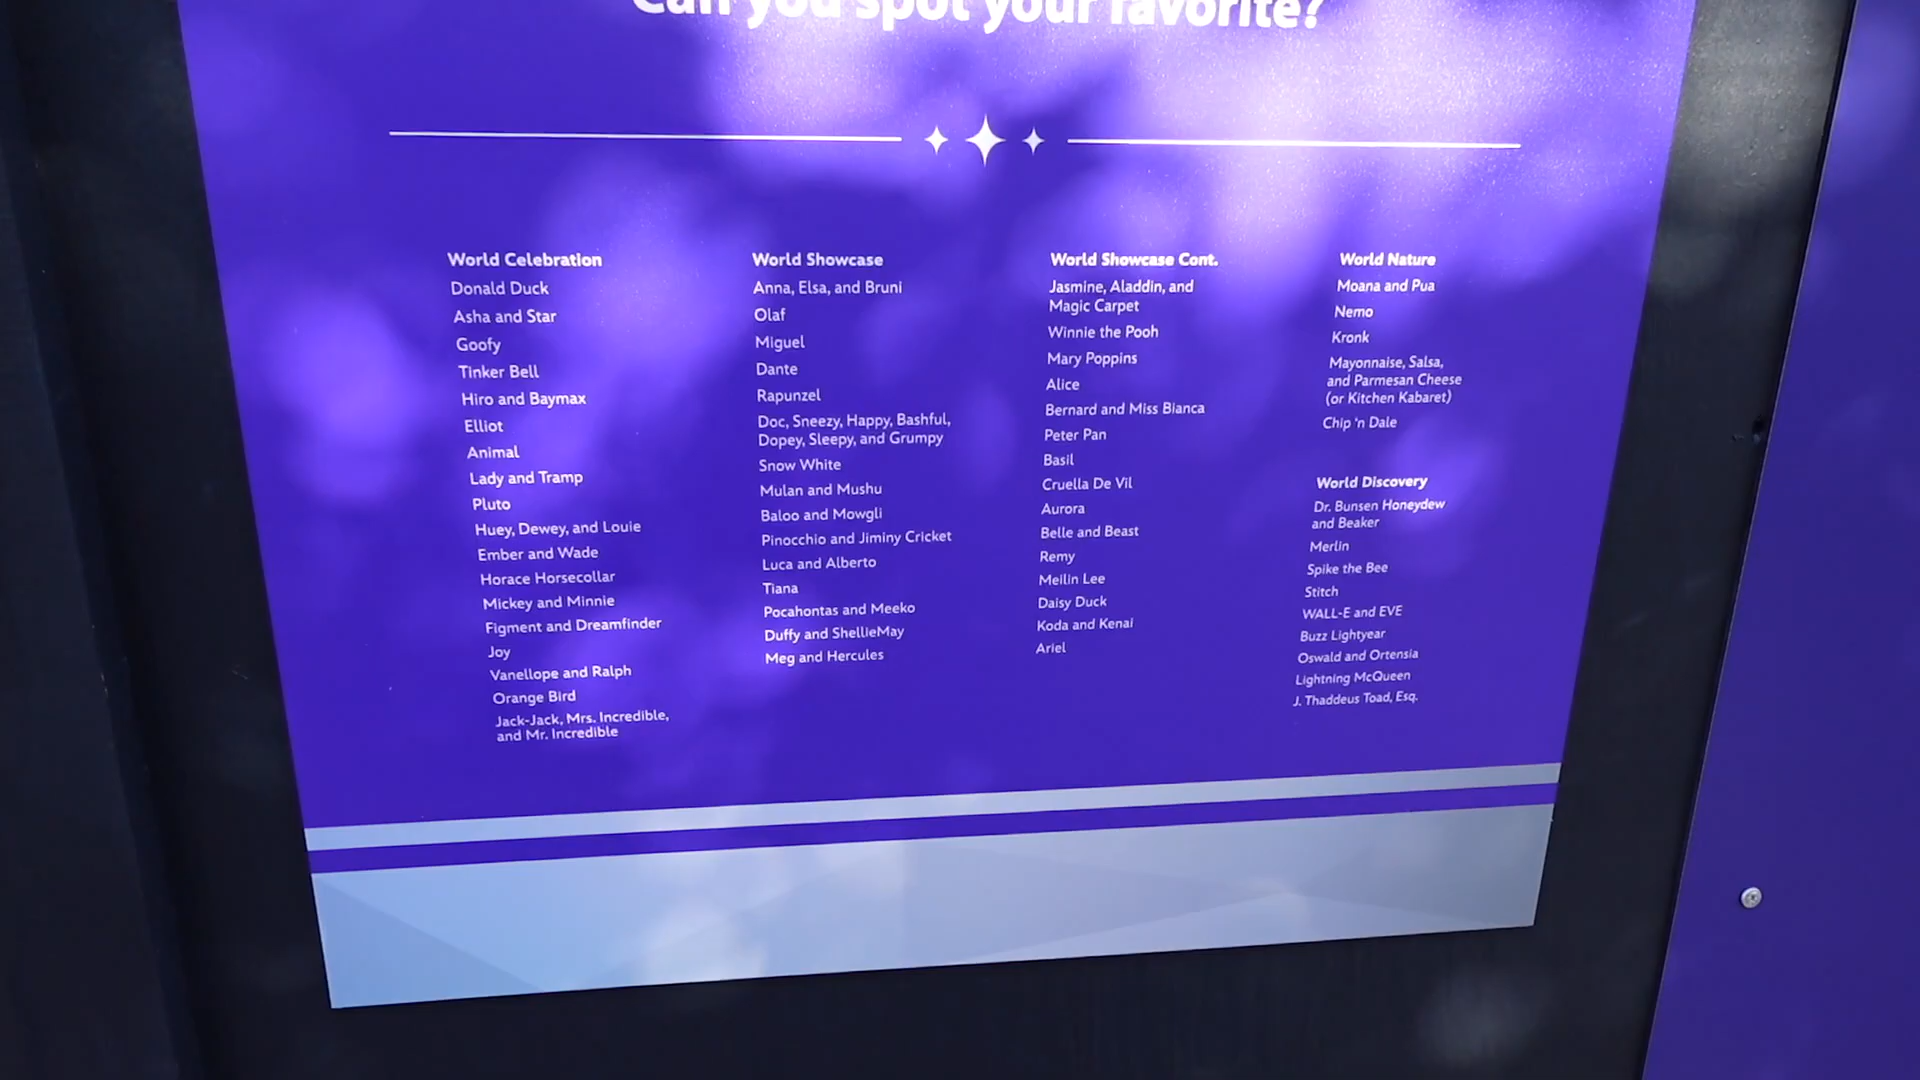 Can you spot your favorite?
World Celebration
Donald Duck
Asha and Star
Goofy
Tinker Bell
Hiro and Baymax
Elliot
Animal
Lady and Tramp
Pluto
Huey, Dewey, and Louie
Ember and Wade
Horace Horsecollar
Mickey and Minnie
Figment and Dreamfinder
Joy
Vanellope and Ralph
Orange Bird
Jack-Jack, Mrs. Incredible,
and Mr. Incredible
World Showcase
Anna, Elsa, and Bruni
Olaf
Miguel
Dante
Rapunzel
Doc, Sneezy, Happy, Bashful,
Dopey, Sleepy, and Grumpy
Snow White
Mulan and Mushu
Baloo and Mowgli
Pinocchio and Jiminy Cricket
Luca and Alberto
Tiana
Pocahontas and Meeko
Duffy and ShellieMay
Meg and Hercules
World Showcase Cont.
Jasmine, Aladdin, and
Magic Carpet
Winnie the Pooh
Mary Poppins
Alice
Bernard and Miss Bianca
Peter Pan
Basil
Cruella De Vil
Aurora
Belle and Beast
Remy
Meilin Lee
Daisy Duck
Koda and Kenai
Ariel
World Nature
Moana and Pua
Nemo
Kronk
Mayonnaise, Salsa,
and Parmesan Cheese
(or Kitchen Kabaret)
Chip 'n Dale
World Discovery
Dr. Bunsen Honeydew
and Beaker
Merlin
Spike the Bee
Stitch
WALL-E and EVE
Buzz Lightyear
Oswald and Ortensia
Lightning McQueen
J. Thaddeus Toad, Esq.